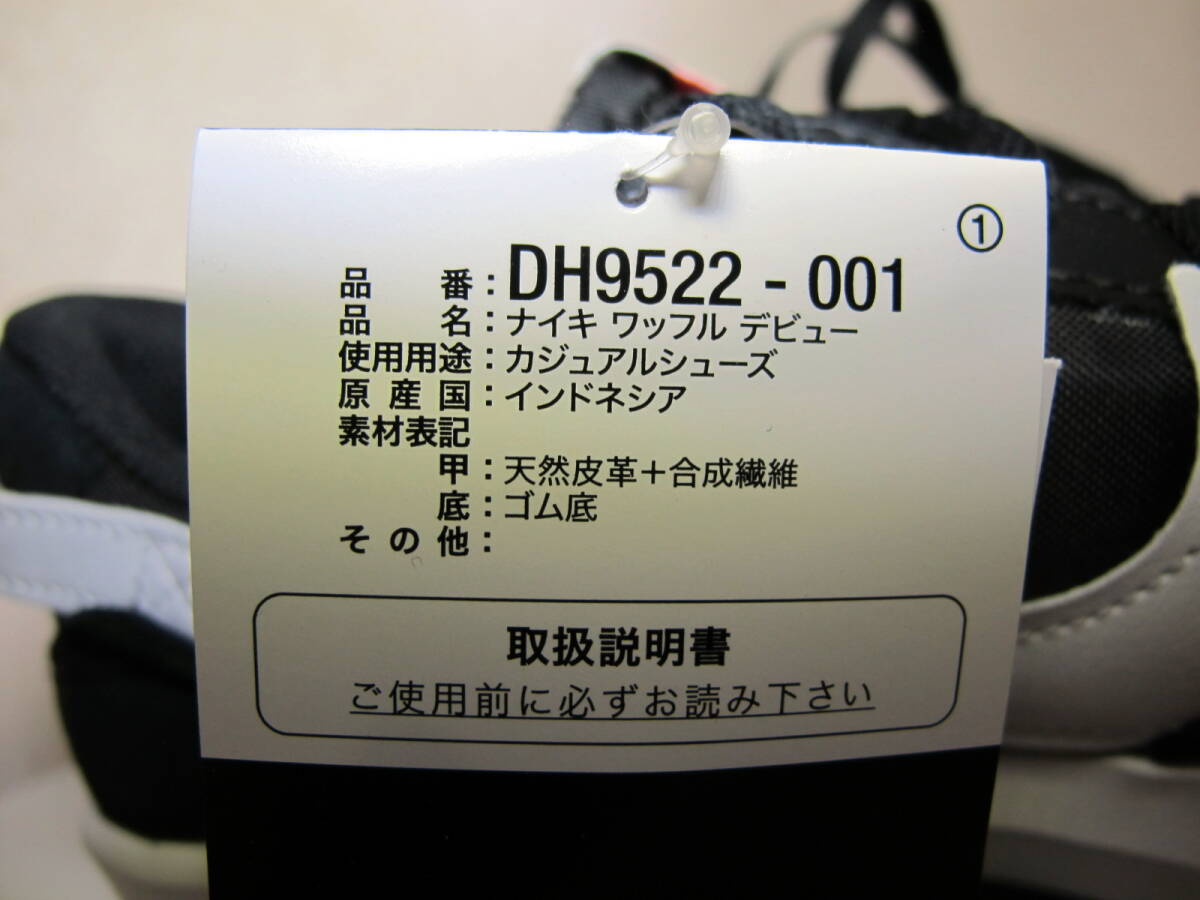 ①
品番：DH9522 - 001
品名：ナイキ ワッフル デビュー
使用用途：カジュアルシューズ
原産国：インドネシア
素材表記
甲：天然皮革＋合成繊維
底：ゴム底
その他：
取扱説明書
ご使用前に必ずお読み下さい